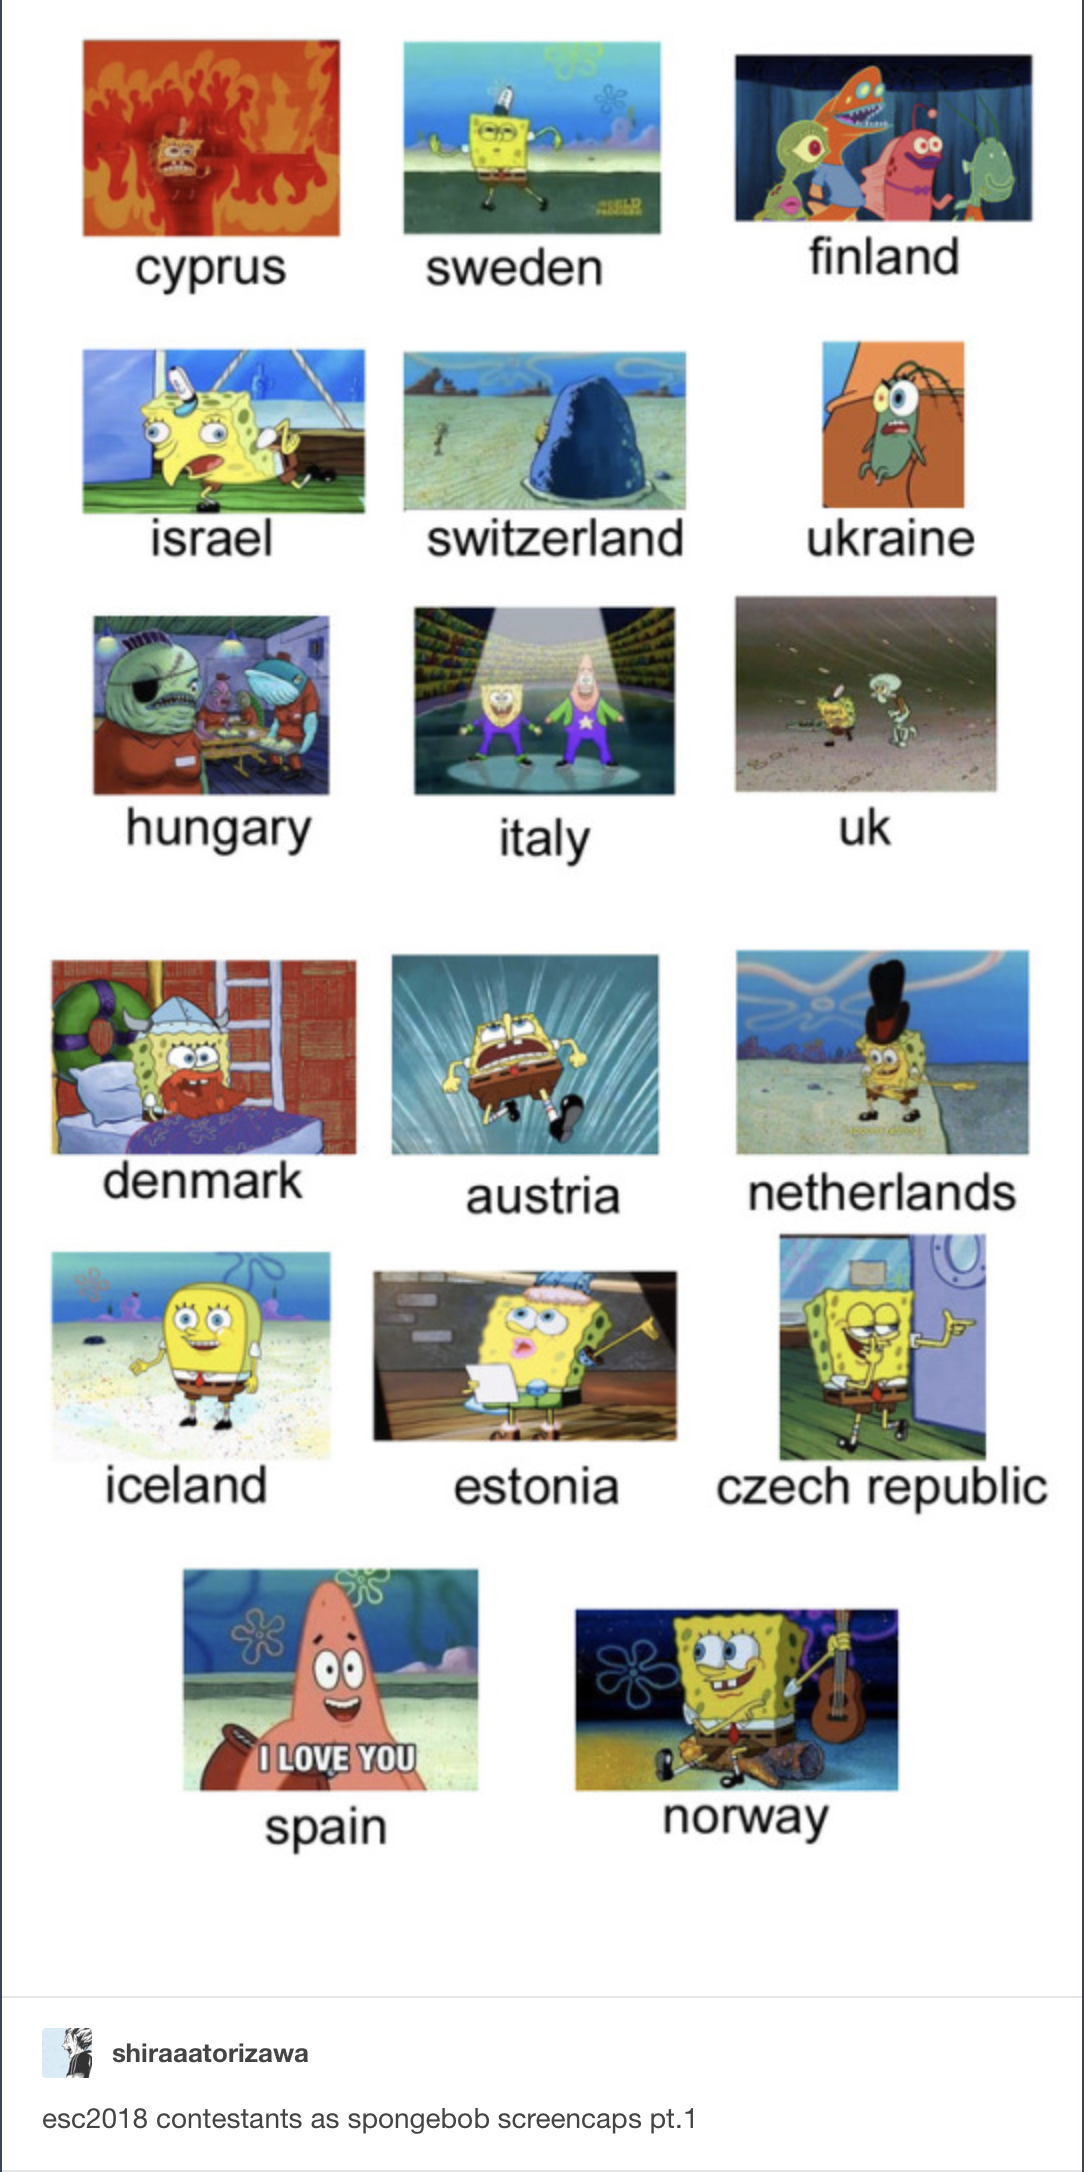 cyprus
sweden
finland
israel
switzerland
ukraine
hungary
italy
uk
denmark
austria
netherlands
iceland
estonia
czech republic
I LOVE YOU
spain
norway
shiraaatorizawa
esc2018 contestants as spongebob screencaps pt.1